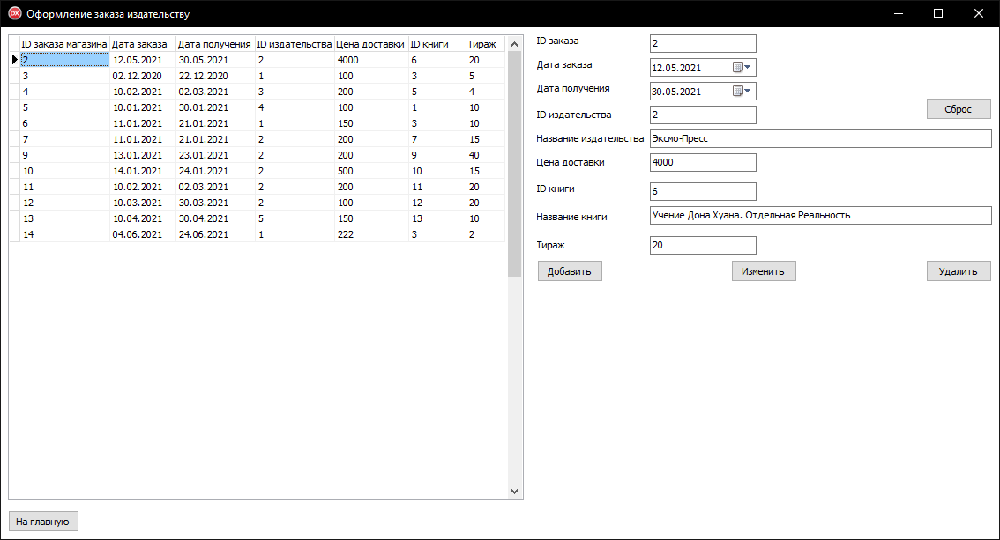 DX Оформление заказа издательству
ID заказа магазина Дата заказа Дата получения ID издательства Цена доставки ID книги Тираж
2 12.05.2021 30.05.2021 2 4000 6 20
3 02.12.2020 22.12.2020 1 100 3 5
4 10.02.2021 02.03.2021 3 200 5 4
5 10.01.2021 30.01.2021 4 100 1 10
6 11.01.2021 21.01.2021 1 150 3 10
7 11.01.2021 21.01.2021 2 200 7 15
9 13.01.2021 23.01.2021 2 200 9 40
10 14.01.2021 24.01.2021 2 500 10 15
11 10.02.2021 02.03.2021 2 200 11 20
12 10.03.2021 30.03.2021 2 100 12 20
13 10.04.2021 30.04.2021 5 150 13 10
14 04.06.2021 24.06.2021 1 222 3 2
ID заказа 2
Дата заказа 12.05.2021
Дата получения 30.05.2021
Сброс
ID издательства 2
Название издательства Эксмо-Пресс
Цена доставки 4000
ID книги 6
Название книги Учение Дона Хуана. Отдельная Реальность
Тираж 20
Добавить Изменить Удалить
На главную